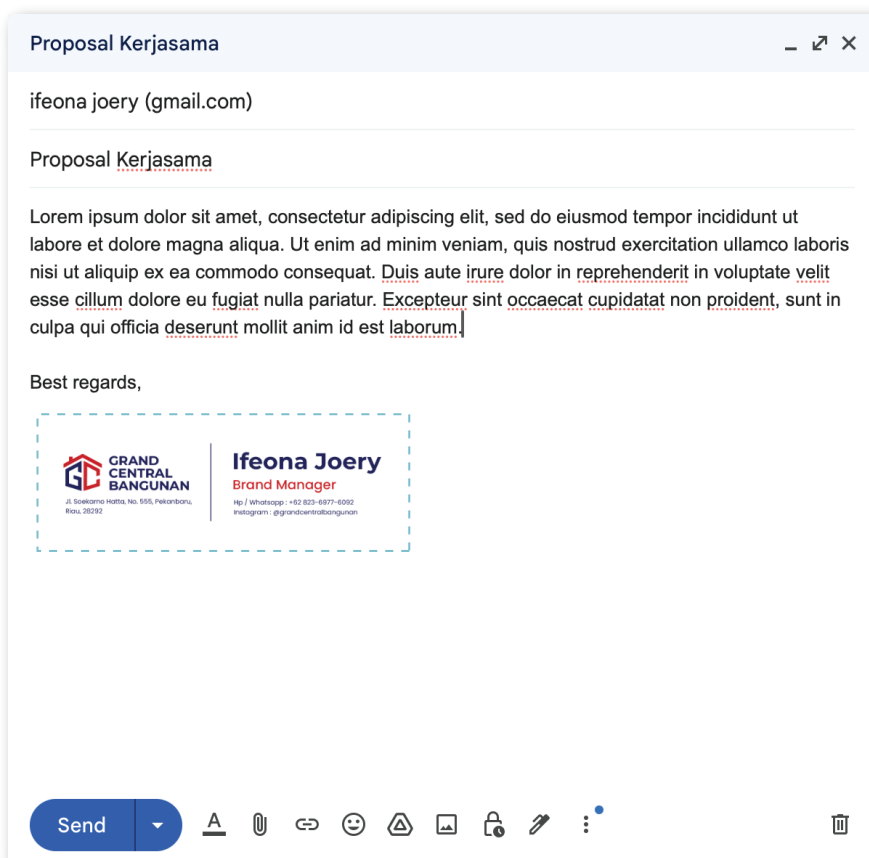 Proposal Kerjasama
ifeona joery (gmail.com)
Proposal Kerjasama
Lorem ipsum dolor sit amet, consectetur adipiscing elit, sed do eiusmod tempor incididunt ut
labore et dolore magna aliqua. Ut enim ad minim veniam, quis nostrud exercitation ullamco laboris
nisi ut aliquip ex ea commodo consequat. Duis aute irure dolor in reprehenderit in voluptate velit
esse cillum dolore eu fugiat nulla pariatur. Excepteur sint occaecat cupidatat non proident, sunt in
culpa qui officia deserunt mollit anim id est laborum.
Best regards,
GC
GRAND
CENTRAL
BANGUNAN
Jl. Soekarno Hatta, No. 555, Pekanbaru,
Riau, 28292
Ifeona Joery
Brand Manager
Hp / Whatsapp : +62 823-6977-6092
Instagram : @grandcentralbangunan
Send
A